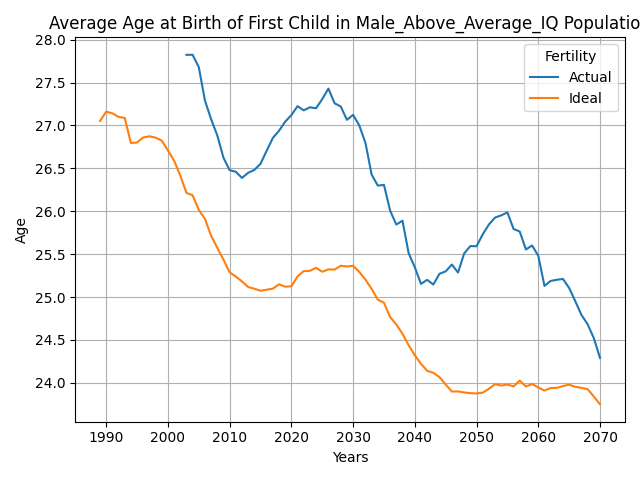 Average Age at Birth of First Child in Male_Above_Average_IQ Populatio
28.0
27.5
27.0
26.5
26.0
25.5
25.0
24.5
24.0
Age
Fertility
Actual
Ideal
1990 2000 2010 2020 2030 2040 2050 2060 2070
Years